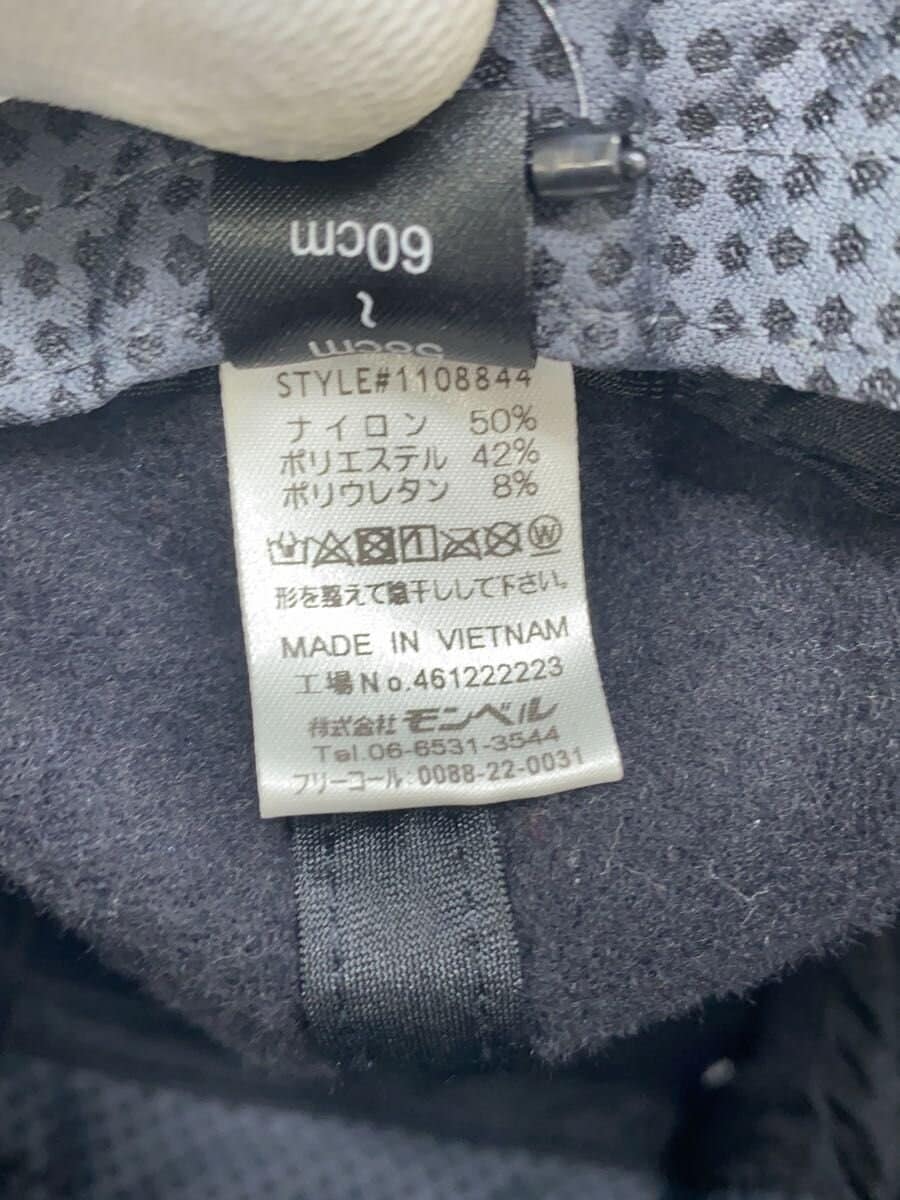 60cm
~
STYLE#1108844
ナイロン 50%
ポリエステル 42%
ポリウレタン 8%
W
形を整えて陰干しして下さい。
MADE IN VIETNAM
工場No.461222223
株式会社 モンベル
Tel.06-6531-3544
フリーコール:0088-22-0031